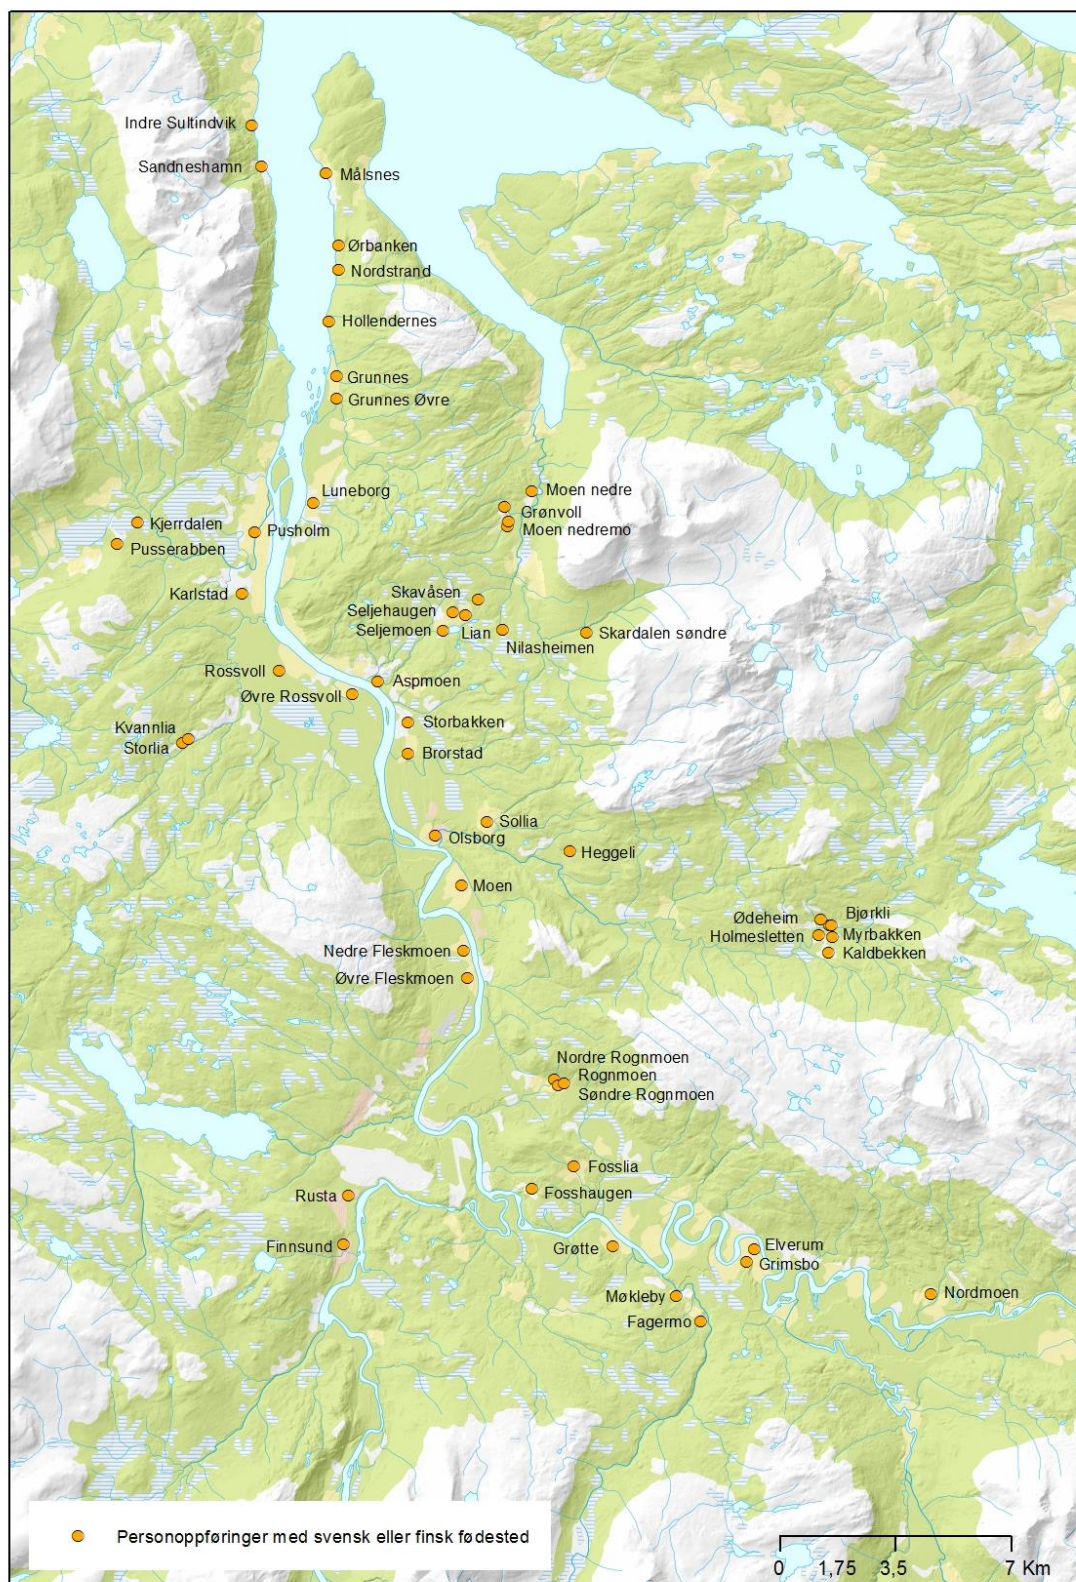 Indre Sultindvik
Sandneshamn
Målsnes
Ørbanken
Nordstrand
Hollendernes
Grunnes
Grunnes Øvre
Luneborg
Moen nedre
Grønvoll
Moen nedremo
Kjerrdalen
Pusholm
Pusserabben
Karlstad
Skavåsen
Seljehaugen
Seljemoen
Lian
Nilasheimen
Skardalen søndre
Rossvoll
Aspmoen
Øvre Rossvoll
Storbakken
Kvannlia
Storlia
Brorstad
Sollia
Olsborg
Heggeli
Moen
Ødeheim
Bjørkli
Holmesletten
Myrbakken
Kaldbekken
Nedre Fleskmoen
Øvre Fleskmoen
Nordre Rognmoen
Rognmoen
Søndre Rognmoen
Fosslia
Fosshaugen
Rusta
Finnsund
Grøtte
Elverum
Grimsbo
Møkleby
Nordmoen
Fagermo
Personoppføringer med svensk eller finsk fødested
0 1,75 3,5 7 Km